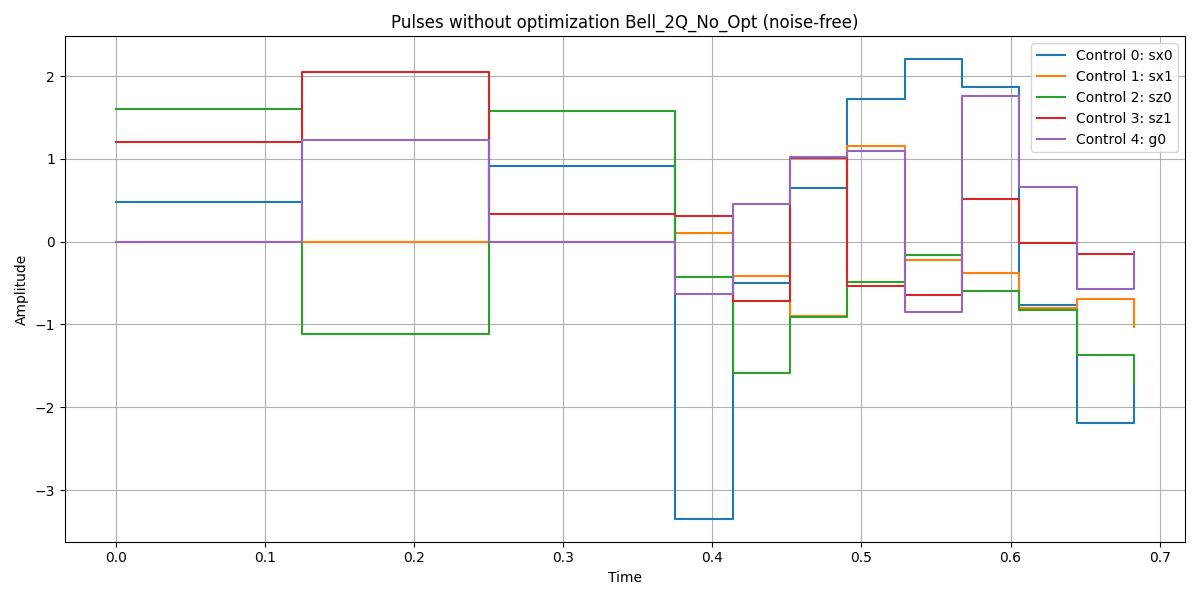 Pulses without optimization Bell_2Q_No_Opt (noise-free)
Control 0: sx0
Control 1: sx1
Control 2: sz0
Control 3: sz1
Control 4: g0
Amplitude
2
1
0
−1
−2
−3
0.0 0.1 0.2 0.3 0.4 0.5 0.6 0.7
Time